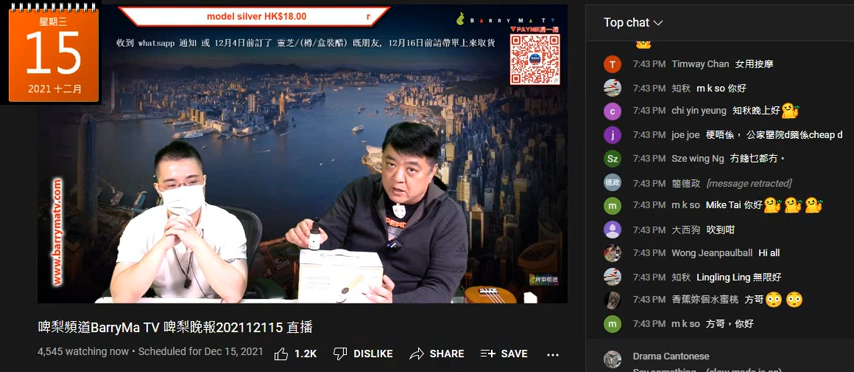 星期三
15
2021 十二月
model silver HK$18.00
r
BARRYMATV
收到 whatsapp 通知 或 12月4日前訂了 靈芝/(樽/盒裝醋) 既朋友, 12月16日前請帶單上來取貨
www.barrymatv.com
啤梨頻道BarryMa TV 啤梨晚報202112115 直播
4,545 watching now • Scheduled for Dec 15, 2021
1.2K
DISLIKE
SHARE
SAVE
Top chat
7:43 PM Timway Chan 女用按摩
7:43 PM 知秋 m k so 你好
7:43 PM chi yin yeung 知秋晚上好
7:43 PM joe joe 梗唔係, 公家醫院d藥係cheap d
7:43 PM Sze wing Ng 冇錢乜都冇。
7:43 PM [message retracted]
7:43 PM m k so Mike Tai 你好
7:43 PM 大西狗 吹到咁
7:43 PM Wong Jeanpaulball Hi all
7:43 PM 知秋 Lingling Ling 無限好
7:43 PM 香蕉妳個水蜜桃 方哥
7:43 PM m k so 方哥,你好
Drama Cantonese